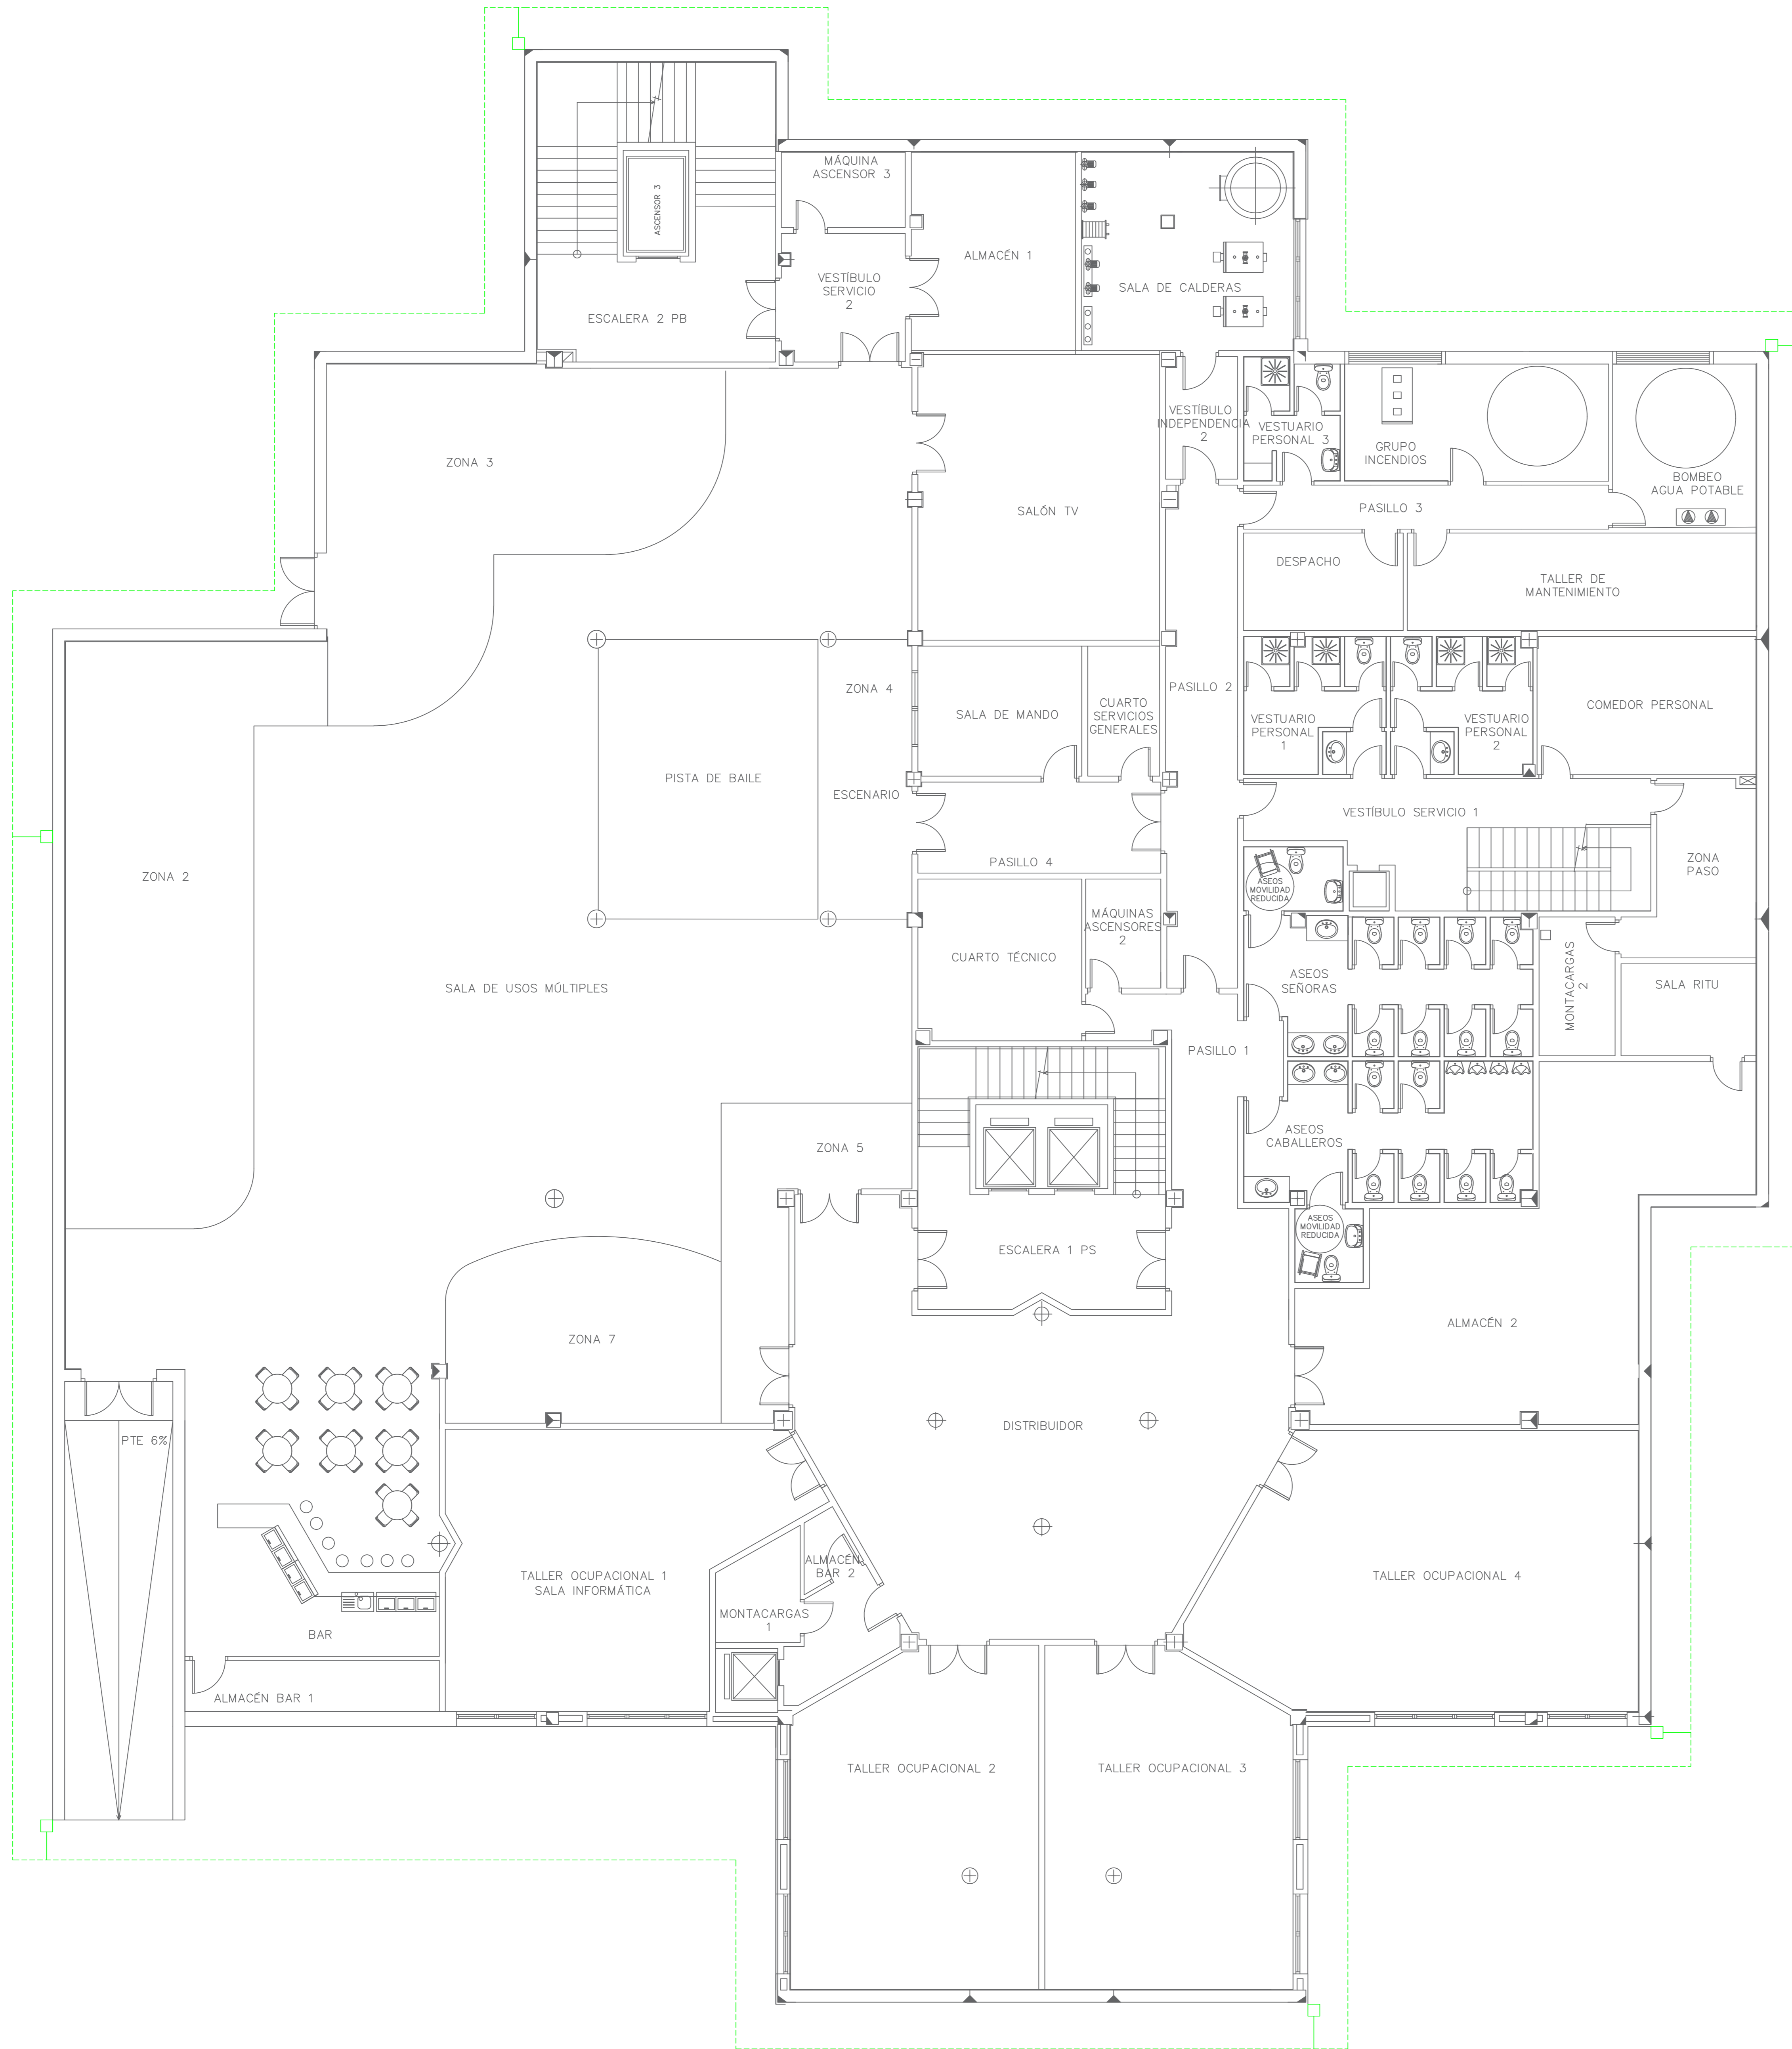 MÁQUINA
ASCENSOR 3
ASCENSOR 3
ALMACÉN 1
VESTÍBULO
SERVICIO
2
SALA DE CALDERAS
ESCALERA 2 PB
VESTÍBULO
INDEPENDENCIA
2
VESTUARIO
PERSONAL 3
GRUPO
INCENDIOS
ZONA 3
BOMBEO
AGUA POTABLE
SALÓN TV
PASILLO 3
DESPACHO
TALLER DE
MANTENIMIENTO
ZONA 4
PASILLO 2
SALA DE MANDO
CUARTO
SERVICIOS
GENERALES
VESTUARIO
PERSONAL
1
VESTUARIO
PERSONAL
2
COMEDOR PERSONAL
PISTA DE BAILE
ESCENARIO
VESTÍBULO SERVICIO 1
PASILLO 4
ZONA
PASO
ZONA 2
ASEOS
MOVILIDAD
REDUCIDA
MÁQUINAS
ASCENSORES
2
CUARTO TÉCNICO
ASEOS
SEÑORAS
MONTACARGAS
2
SALA RITU
SALA DE USOS MÚLTIPLES
PASILLO 1
ASEOS
CABALLEROS
ZONA 5
ASEOS
MOVILIDAD
REDUCIDA
ESCALERA 1 PS
ZONA 7
ALMACÉN 2
DISTRIBUIDOR
PTE 6%
ALMACÉN
BAR 2
TALLER OCUPACIONAL 1
SALA INFORMÁTICA
TALLER OCUPACIONAL 4
MONTACARGAS
1
BAR
ALMACÉN BAR 1
TALLER OCUPACIONAL 2
TALLER OCUPACIONAL 3